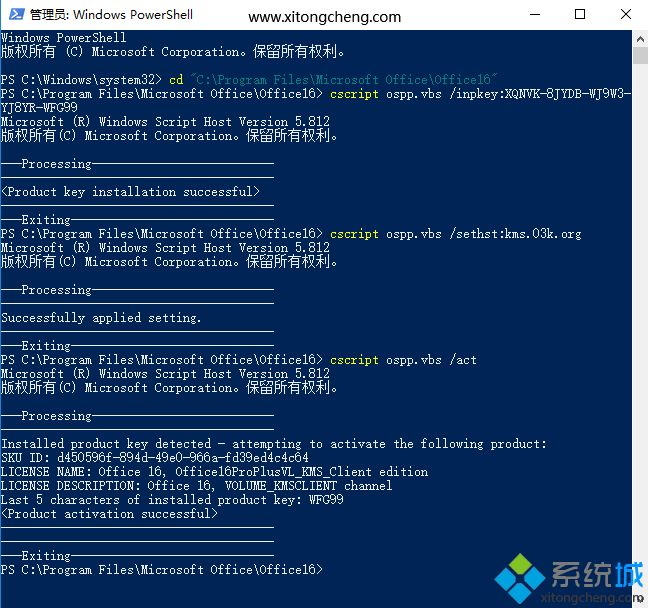 管理员: Windows PowerShell
www.xitongcheng.com
Windows PowerShell
版权所有 (C) Microsoft Corporation。保留所有权利。
PS C:\Windows\system32> cd "C:\Program Files\Microsoft Office\Office16"
PS C:\Program Files\Microsoft Office\Office16> cscript ospp.vbs /inpkey:XQNVK-8JYDB-WJ9W3-
YJ8YR-WFG99
Microsoft (R) Windows Script Host Version 5.812
版权所有(C) Microsoft Corporation。保留所有权利。
---Processing--------------------------
---------------------------------------
<Product key installation successful>
---------------------------------------
---Exiting-----------------------------
PS C:\Program Files\Microsoft Office\Office16> cscript ospp.vbs /sethst:kms.03k.org
Microsoft (R) Windows Script Host Version 5.812
版权所有(C) Microsoft Corporation。保留所有权利。
---Processing--------------------------
---------------------------------------
Successfully applied setting.
---------------------------------------
---Exiting-----------------------------
PS C:\Program Files\Microsoft Office\Office16> cscript ospp.vbs /act
Microsoft (R) Windows Script Host Version 5.812
版权所有(C) Microsoft Corporation。保留所有权利。
---Processing--------------------------
---------------------------------------
Installed product key detected - attempting to activate the following product:
SKU ID: d450596f-894d-49e0-966a-fd39ed4c4c64
LICENSE NAME: Office 16, Office16ProPlusVL_KMS_Client edition
LICENSE DESCRIPTION: Office 16, VOLUME_KMSCLIENT channel
Last 5 characters of installed product key: WFG99
<Product activation successful>
---------------------------------------
---------------------------------------
---Exiting-----------------------------
PS C:\Program Files\Microsoft Office\Office16>
系统城
xitongcheng.com